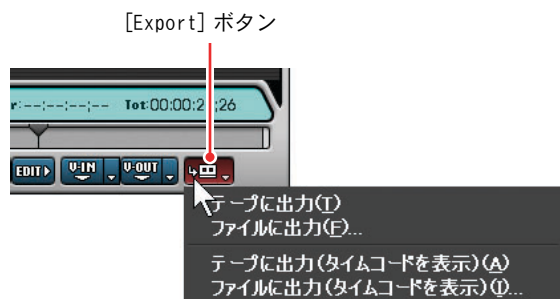 [Export] ボタン
r:--:--;-- Tot:00:00:2 ;26
EDIT V-IN V-OUT
テープに出力(T)
ファイルに出力(F)...
テープに出力(タイムコードを表示)(A)
ファイルに出力(タイムコードを表示)(I)...